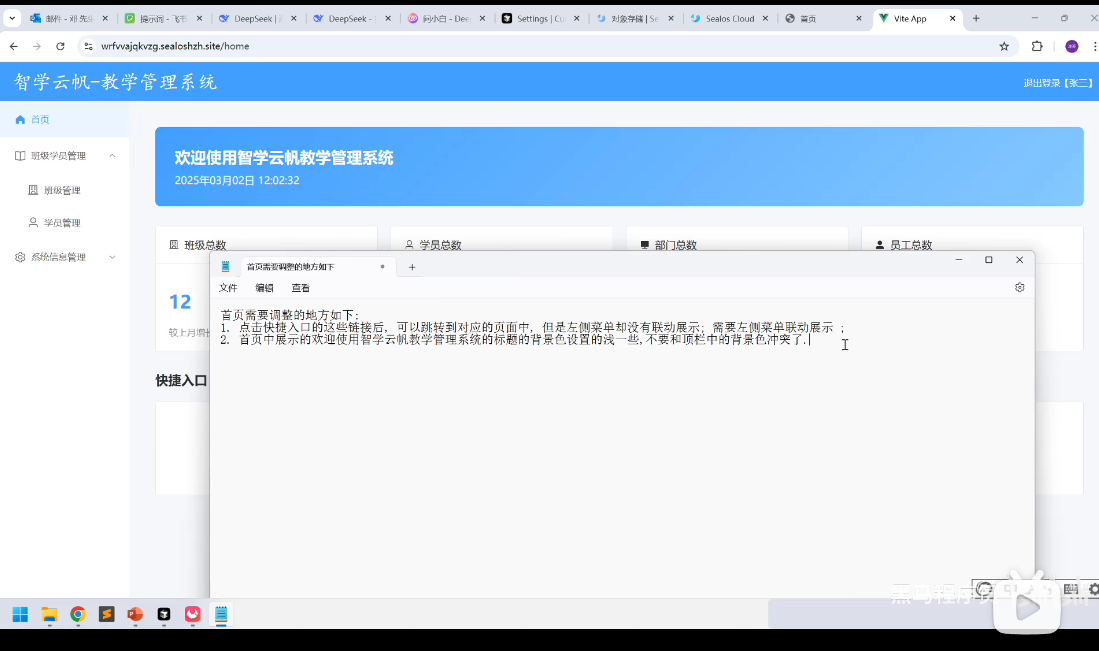 邮件 - 邓 先生
提示词 - 飞书
DeepSeek |
DeepSeek -
问小白 - Dee
Settings | Cu
对象存储 | Se
Sealos Cloud
首页
Vite App
wrfvvajqkvzg.sealoshzh.site/home
智学云帆-教学管理系统
退出登录【张三】
首页
班级学员管理
班级管理
学员管理
系统信息管理
欢迎使用智学云帆教学管理系统
2025年03月02日 12:02:32
班级总数
学员总数
部门总数
员工总数
12
较上月增长
快捷入口
首页需要调整的地方如下
文件 编辑 查看
首页需要调整的地方如下：
1. 点击快捷入口的这些链接后，可以跳转到对应的页面中，但是左侧菜单却没有联动展示；需要左侧菜单联动展示 ；
2. 首页中展示的欢迎使用智学云帆教学管理系统的标题的背景色设置的浅一些,不要和顶栏中的背景色冲突了.
黑马程序员